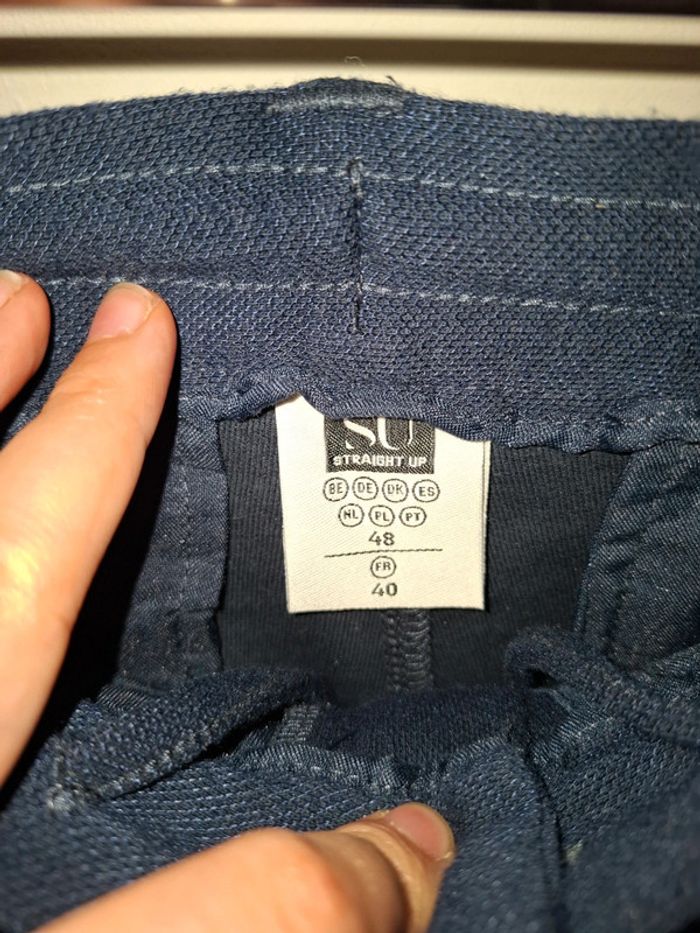 SU
STRAIGHT UP
BE DE DK ES
NL PL PT
48
FR
40